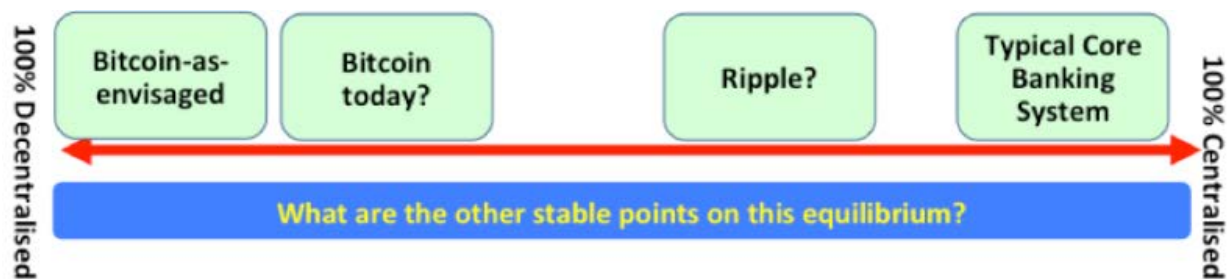 100% Decentralised
Bitcoin-as-
envisaged
Bitcoin
today?
Ripple?
Typical Core
Banking
System
100% Centralised
What are the other stable points on this equilibrium?